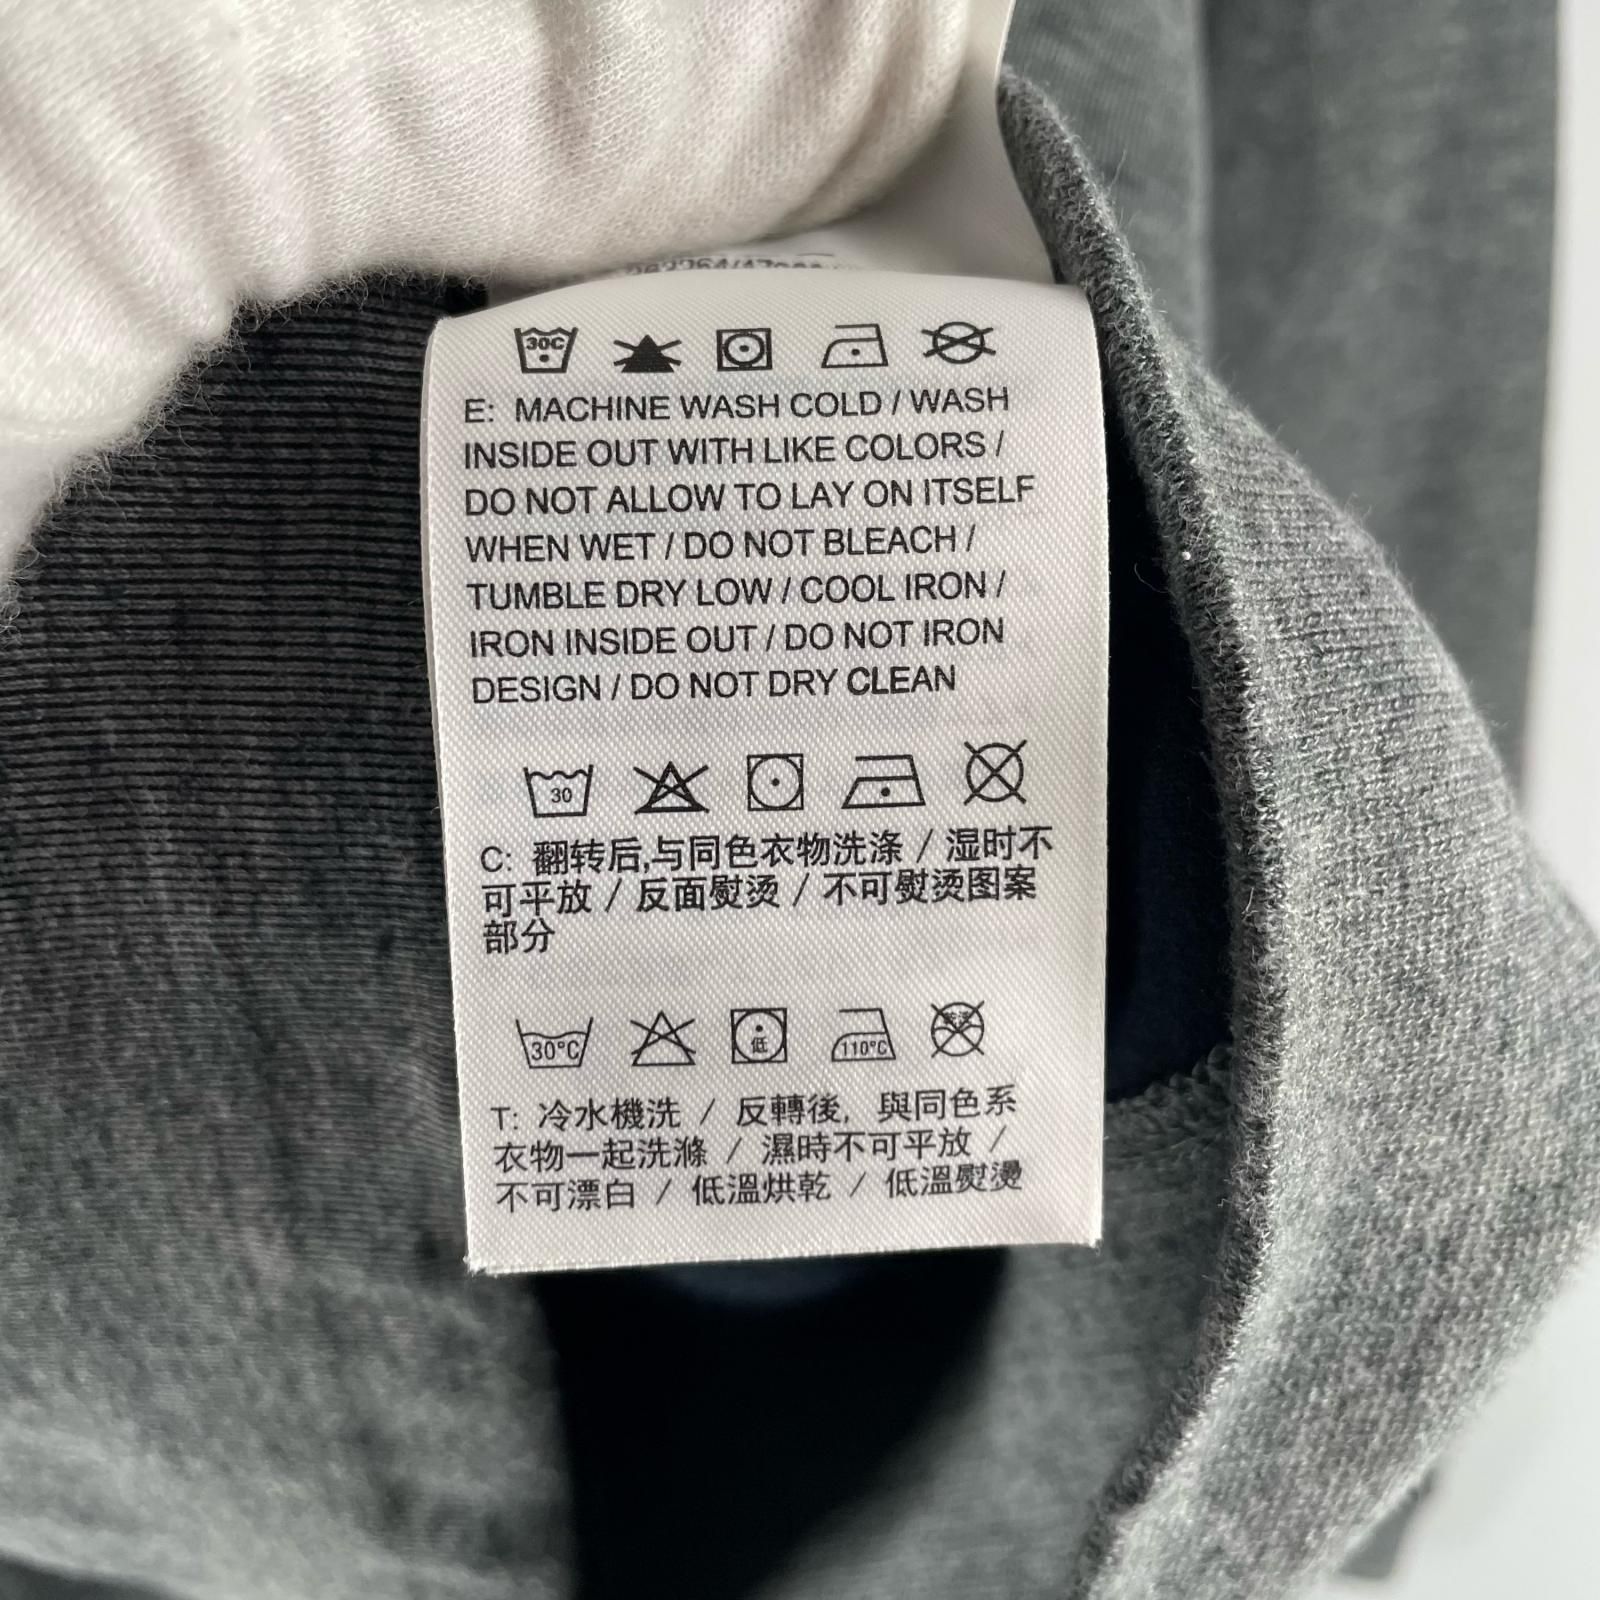 30C
E: MACHINE WASH COLD / WASH
INSIDE OUT WITH LIKE COLORS /
DO NOT ALLOW TO LAY ON ITSELF
WHEN WET / DO NOT BLEACH /
TUMBLE DRY LOW / COOL IRON /
IRON INSIDE OUT / DO NOT IRON
DESIGN / DO NOT DRY CLEAN
30
C: 翻转后,与同色衣物洗涤 / 湿时不
可平放 / 反面熨烫 / 不可熨烫图案
部分
30°C 低 110°C
T: 冷水機洗 / 反轉後, 與同色系
衣物一起洗滌 / 濕時不可平放 /
不可漂白 / 低溫烘乾 / 低溫熨燙